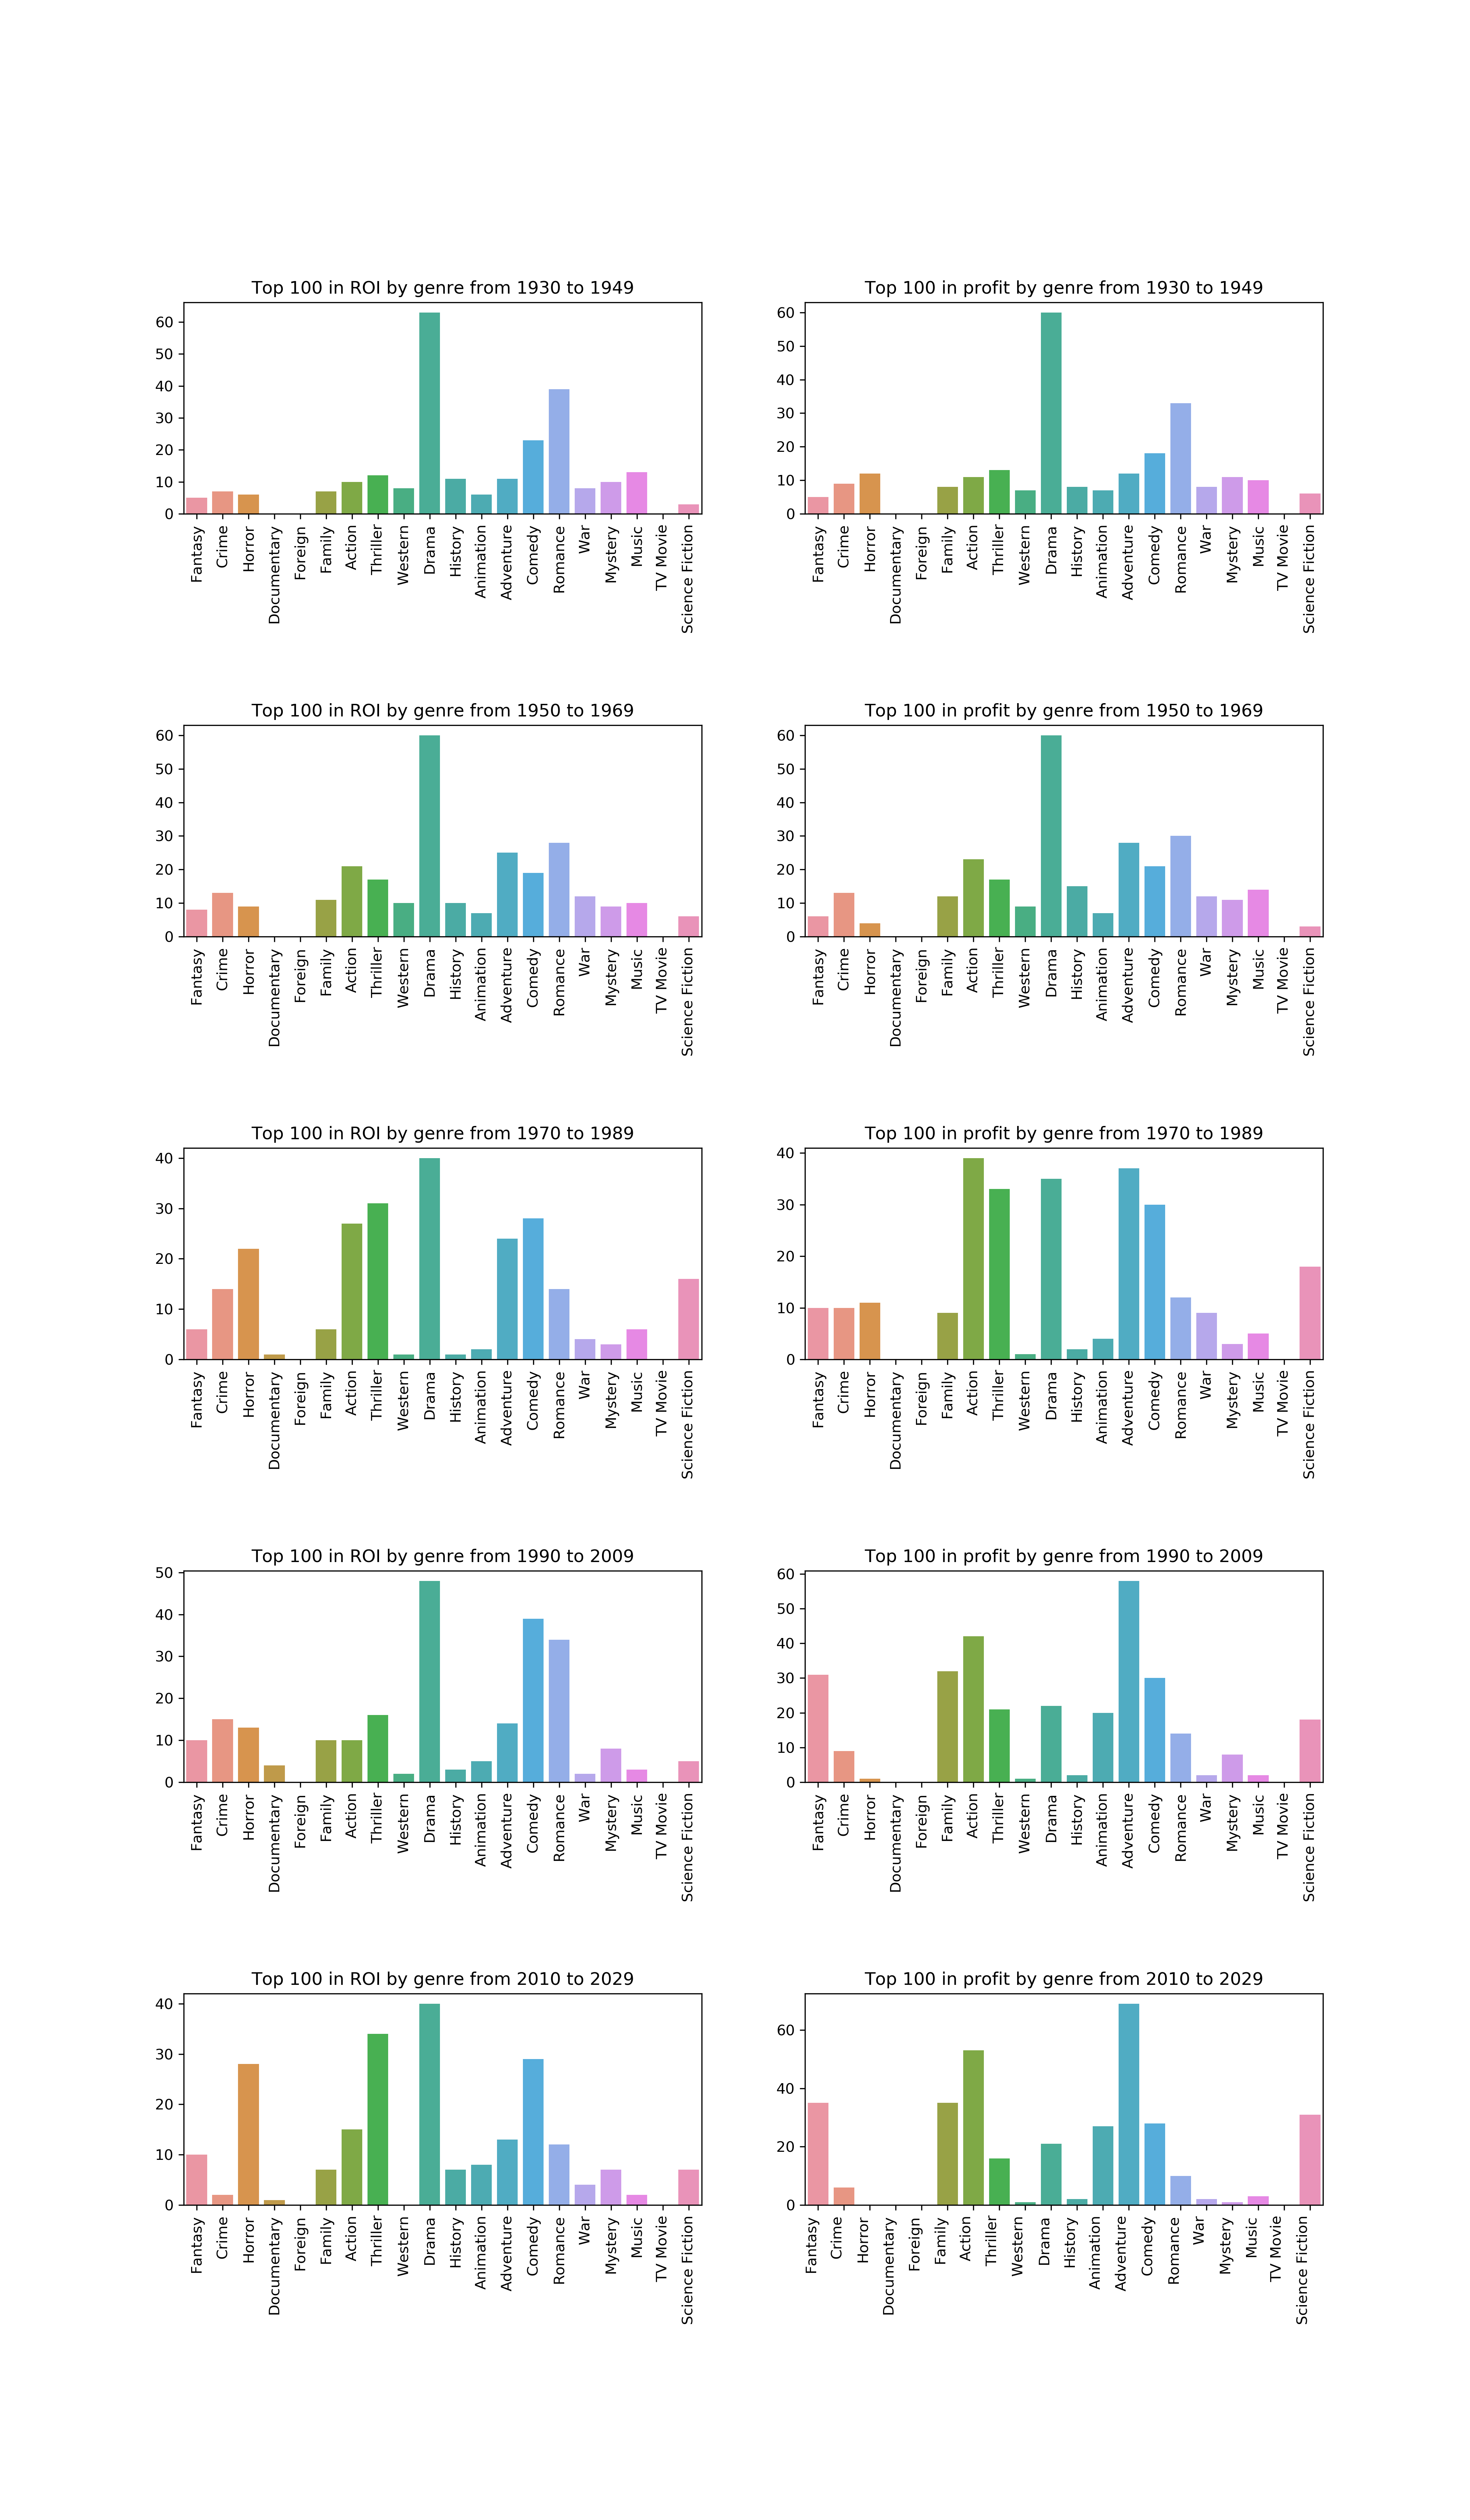 Top 100 in ROI by genre from 1930 to 1949
60
50
40
30
20
10
0
Fantasy
Crime
Horror
Documentary
Foreign
Family
Action
Thriller
Western
Drama
History
Animation
Adventure
Comedy
Romance
War
Mystery
Music
TV Movie
Science Fiction
Top 100 in profit by genre from 1930 to 1949
60
50
40
30
20
10
0
Fantasy
Crime
Horror
Documentary
Foreign
Family
Action
Thriller
Western
Drama
History
Animation
Adventure
Comedy
Romance
War
Mystery
Music
TV Movie
Science Fiction
Top 100 in ROI by genre from 1950 to 1969
60
50
40
30
20
10
0
Fantasy
Crime
Horror
Documentary
Foreign
Family
Action
Thriller
Western
Drama
History
Animation
Adventure
Comedy
Romance
War
Mystery
Music
TV Movie
Science Fiction
Top 100 in profit by genre from 1950 to 1969
60
50
40
30
20
10
0
Fantasy
Crime
Horror
Documentary
Foreign
Family
Action
Thriller
Western
Drama
History
Animation
Adventure
Comedy
Romance
War
Mystery
Music
TV Movie
Science Fiction
Top 100 in ROI by genre from 1970 to 1989
40
30
20
10
0
Fantasy
Crime
Horror
Documentary
Foreign
Family
Action
Thriller
Western
Drama
History
Animation
Adventure
Comedy
Romance
War
Mystery
Music
TV Movie
Science Fiction
Top 100 in profit by genre from 1970 to 1989
40
30
20
10
0
Fantasy
Crime
Horror
Documentary
Foreign
Family
Action
Thriller
Western
Drama
History
Animation
Adventure
Comedy
Romance
War
Mystery
Music
TV Movie
Science Fiction
Top 100 in ROI by genre from 1990 to 2009
50
40
30
20
10
0
Fantasy
Crime
Horror
Documentary
Foreign
Family
Action
Thriller
Western
Drama
History
Animation
Adventure
Comedy
Romance
War
Mystery
Music
TV Movie
Science Fiction
Top 100 in profit by genre from 1990 to 2009
60
50
40
30
20
10
0
Fantasy
Crime
Horror
Documentary
Foreign
Family
Action
Thriller
Western
Drama
History
Animation
Adventure
Comedy
Romance
War
Mystery
Music
TV Movie
Science Fiction
Top 100 in ROI by genre from 2010 to 2029
40
30
20
10
0
Fantasy
Crime
Horror
Documentary
Foreign
Family
Action
Thriller
Western
Drama
History
Animation
Adventure
Comedy
Romance
War
Mystery
Music
TV Movie
Science Fiction
Top 100 in profit by genre from 2010 to 2029
60
40
20
0
Fantasy
Crime
Horror
Documentary
Foreign
Family
Action
Thriller
Western
Drama
History
Animation
Adventure
Comedy
Romance
War
Mystery
Music
TV Movie
Science Fiction